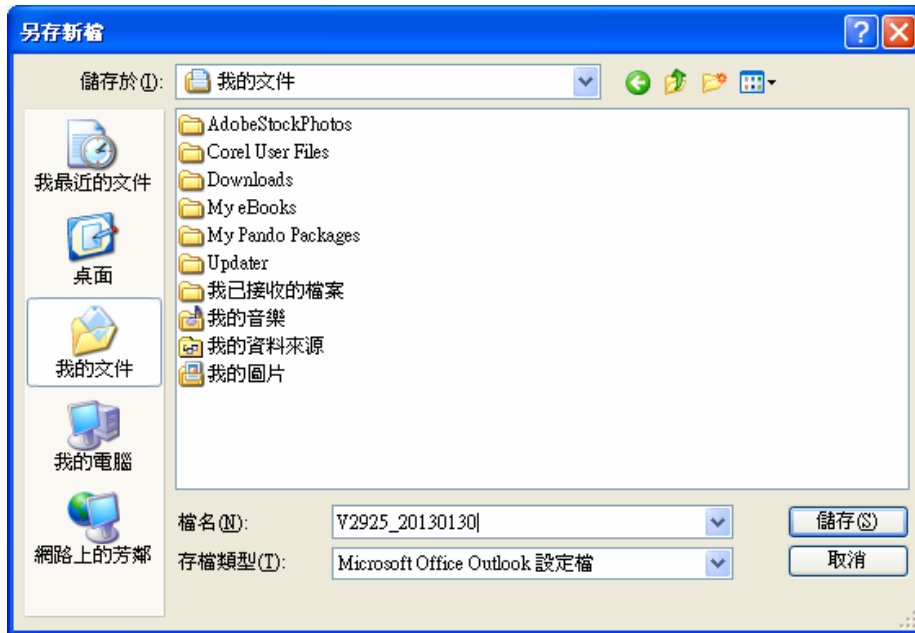 另存新檔
儲存於(I):
我的文件
我最近的文件
桌面
我的文件
我的電腦
網路上的芳鄰
AdobeStockPhotos
Corel User Files
Downloads
My eBooks
My Pando Packages
Updater
我已接收的檔案
我的音樂
我的資料來源
我的圖片
檔名(N):
V2925_20130130
儲存(S)
存檔類型(T):
Microsoft Office Outlook 設定檔
取消